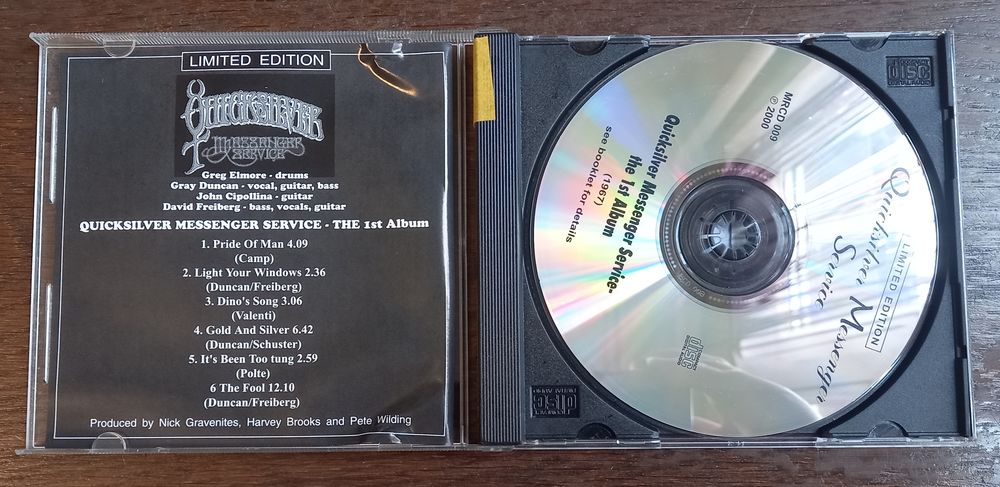 LIMITED EDITION
QUICKSILVER
MESSENGER
SERVICE
Greg Elmore - drums
Gray Duncan - vocal, guitar, bass
John Cipollina - guitar
David Freiberg - bass, vocals, guitar
QUICKSILVER MESSENGER SERVICE - THE 1st Album
1. Pride Of Man 4.09
(Camp)
2. Light Your Windows 2.36
(Duncan/Freiberg)
3. Dino's Song 3.06
(Valenti)
4. Gold And Silver 6.42
(Duncan/Schuster)
5. It's Been Too tung 2.59
(Polte)
6 The Fool 12.10
(Duncan/Freiberg)
Produced by Nick Gravenites, Harvey Brooks and Pete Wilding
MRCD 009
© 2000
Quicksilver Messenger Service-
the 1st Album
(1967)
see booklet for details
Quicksilver Messenger
Service
LIMITED EDITION
disc
DISC
DISC